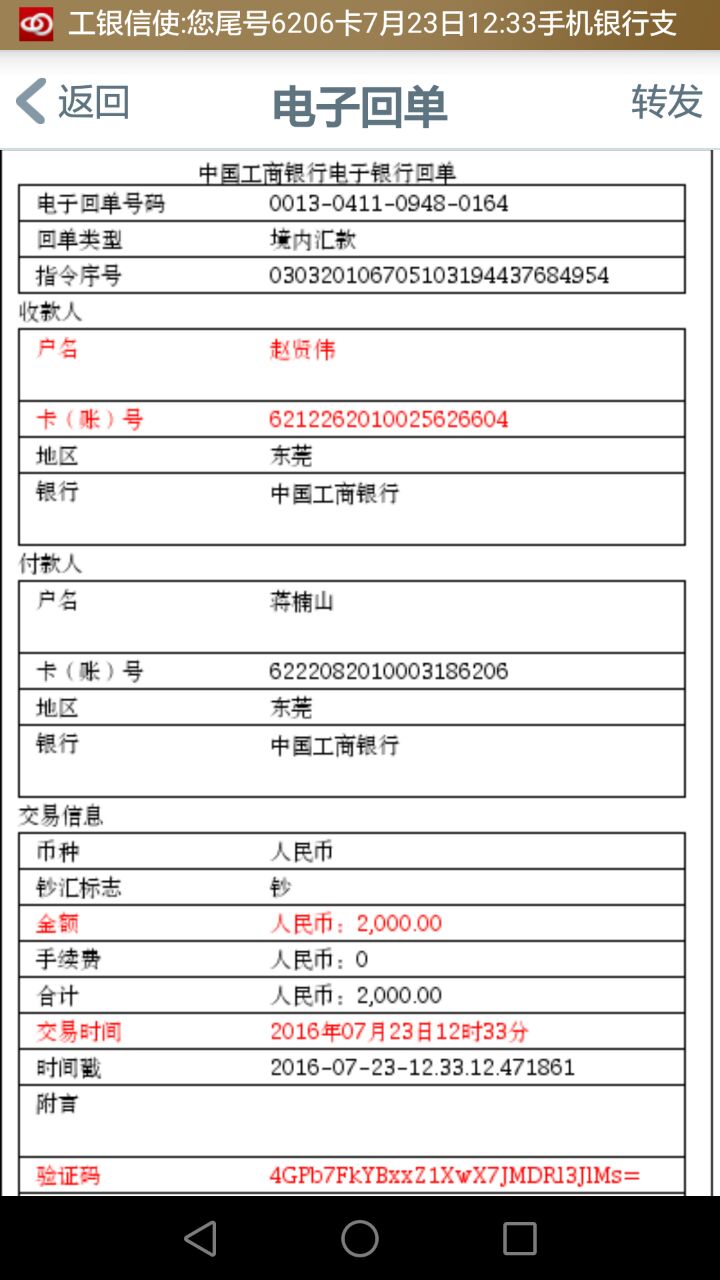 工银信使:您尾号6206卡7月23日12:33手机银行支
返回 电子回单 转发
中国工商银行电子银行回单
电子回单号码 0013-0411-0948-0164
回单类型 境内汇款
指令序号 030320106705103194437684954
收款人
户名 赵贤伟
卡（账）号 6212262010025626604
地区 东莞
银行 中国工商银行
付款人
户名 蒋楠山
卡（账）号 6222082010003186206
地区 东莞
银行 中国工商银行
交易信息
币种 人民币
钞汇标志 钞
金额 人民币：2,000.00
手续费 人民币：0
合计 人民币：2,000.00
交易时间 2016年07月23日12时33分
时间戳 2016-07-23-12.33.12.471861
附言
验证码 4GPb7FkYBxxZ1XwX7JMDRl3JlMs=